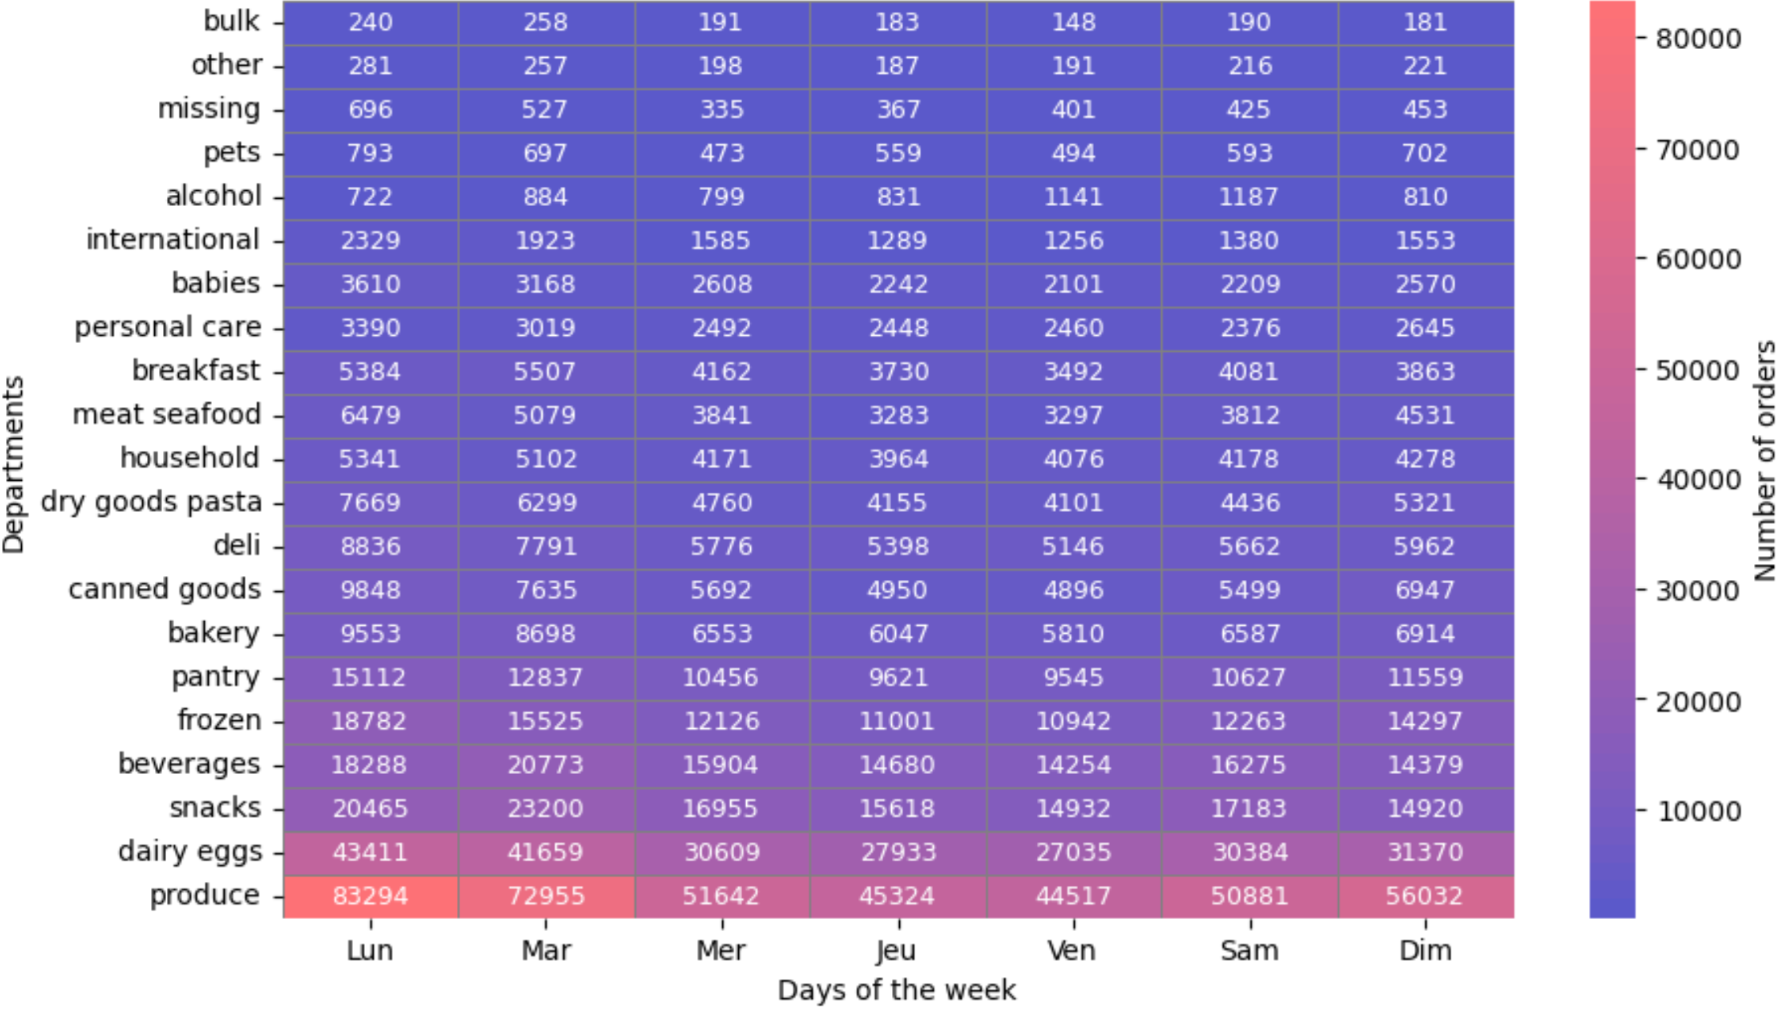 bulk 240 258 191 183 148 190 181
other 281 257 198 187 191 216 221
missing 696 527 335 367 401 425 453
pets 793 697 473 559 494 593 702
alcohol 722 884 799 831 1141 1187 810
international 2329 1923 1585 1289 1256 1380 1553
babies 3610 3168 2608 2242 2101 2209 2570
personal care 3390 3019 2492 2448 2460 2376 2645
breakfast 5384 5507 4162 3730 3492 4081 3863
meat seafood 6479 5079 3841 3283 3297 3812 4531
household 5341 5102 4171 3964 4076 4178 4278
dry goods pasta 7669 6299 4760 4155 4101 4436 5321
deli 8836 7791 5776 5398 5146 5662 5962
canned goods 9848 7635 5692 4950 4896 5499 6947
bakery 9553 8698 6553 6047 5810 6587 6914
pantry 15112 12837 10456 9621 9545 10627 11559
frozen 18782 15525 12126 11001 10942 12263 14297
beverages 18288 20773 15904 14680 14254 16275 14379
snacks 20465 23200 16955 15618 14932 17183 14920
dairy eggs 43411 41659 30609 27933 27035 30384 31370
produce 83294 72955 51642 45324 44517 50881 56032
Lun Mar Mer Jeu Ven Sam Dim
Days of the week
Departments
80000
70000
60000
50000
40000
30000
20000
10000
Number of orders